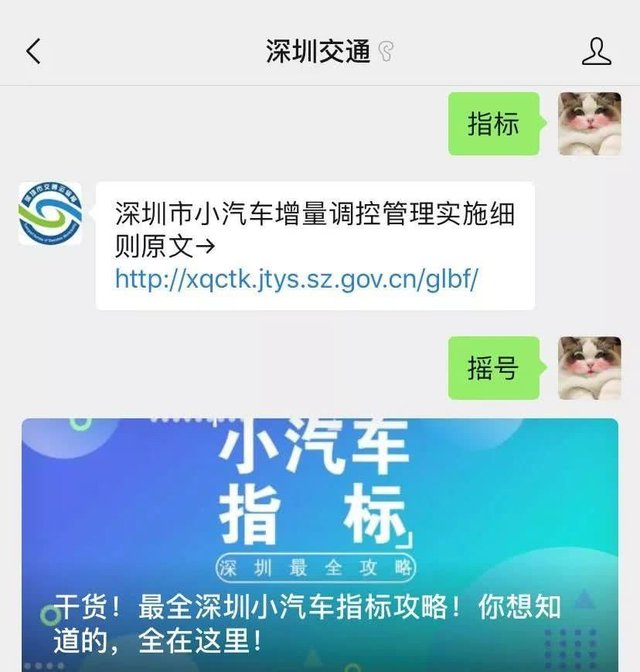 深圳交通
指标
深圳市小汽车增量调控管理实施细
则原文→
http://xqctk.jtys.sz.gov.cn/glbf/
摇号
小汽车
指 标
深圳最全攻略
干货！最全深圳小汽车指标攻略！你想知
道的，全在这里！